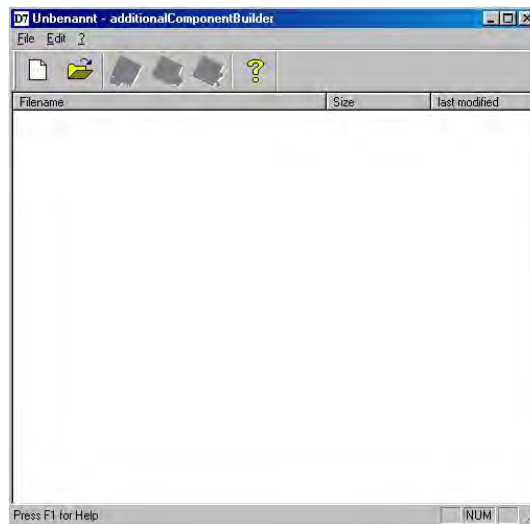 D7 Unbenannt - additionalComponentBuilder
File Edit ?
Filename Size last modified
Press F1 for Help NUM